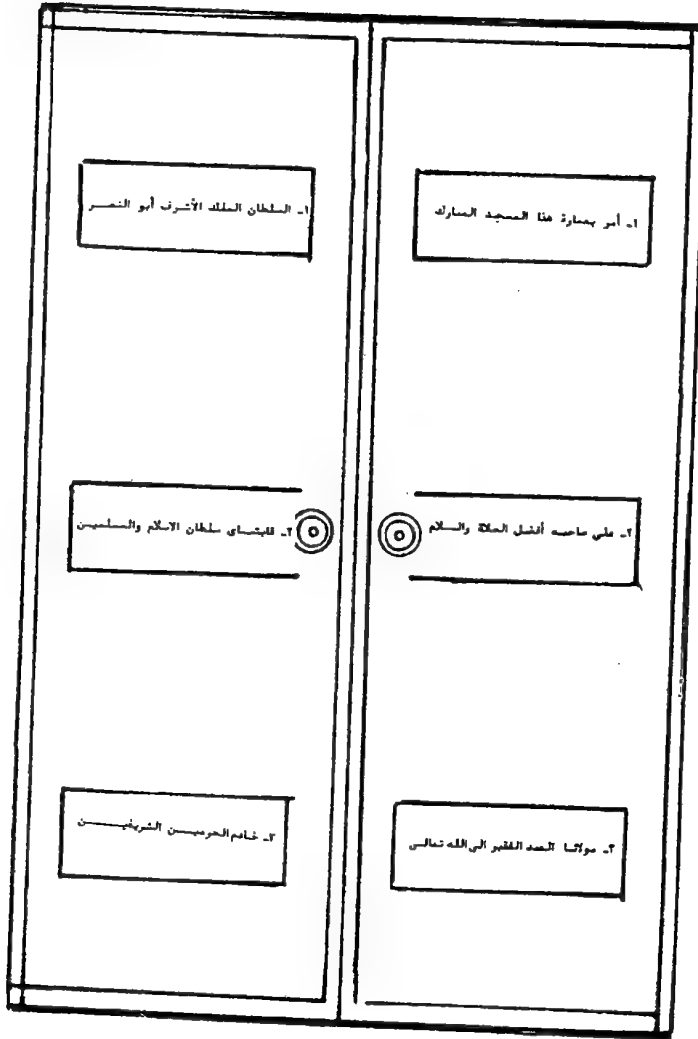 ١ـ أمر بعمارة هذا المسجد المبارك
٢ـ على صاحبه أفضل الصلاة والسلام
٣ـ مولانا العبد الفقير الى الله تعالى
١ـ السلطان الملك الأشرف أبو النصر
٢ـ قايتباى سلطان الاسلام والمسلمين
٣ـ خادم الحرمين الشريفين